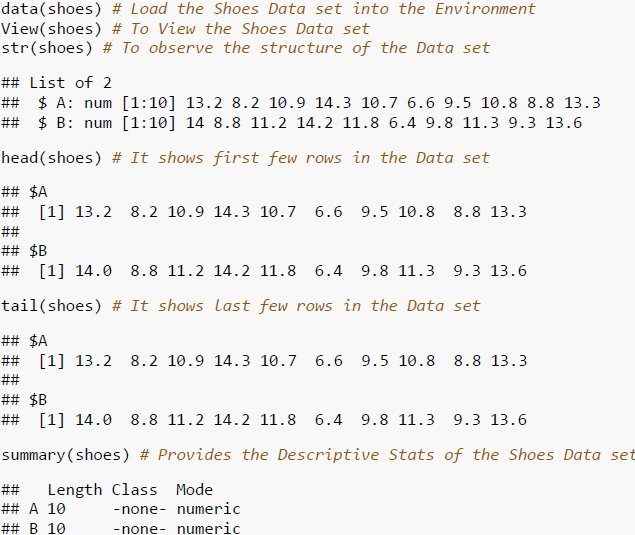 data(shoes) # Load the Shoes Data set into the Environment
View(shoes) # To View the Shoes Data set
str(shoes) # To observe the structure of the Data set
## List of 2
##  $ A: num [1:10] 13.2 8.2 10.9 14.3 10.7 6.6 9.5 10.8 8.8 13.3
##  $ B: num [1:10] 14 8.8 11.2 14.2 11.8 6.4 9.8 11.3 9.3 13.6
head(shoes) # It shows first few rows in the Data set
## $A
##  [1] 13.2  8.2 10.9 14.3 10.7  6.6  9.5 10.8  8.8 13.3
##
## $B
##  [1] 14.0  8.8 11.2 14.2 11.8  6.4  9.8 11.3  9.3 13.6
tail(shoes) # It shows last few rows in the Data set
## $A
##  [1] 13.2  8.2 10.9 14.3 10.7  6.6  9.5 10.8  8.8 13.3
##
## $B
##  [1] 14.0  8.8 11.2 14.2 11.8  6.4  9.8 11.3  9.3 13.6
summary(shoes) # Provides the Descriptive Stats of the Shoes Data set
##   Length Class  Mode
## A 10     -none- numeric
## B 10     -none- numeric